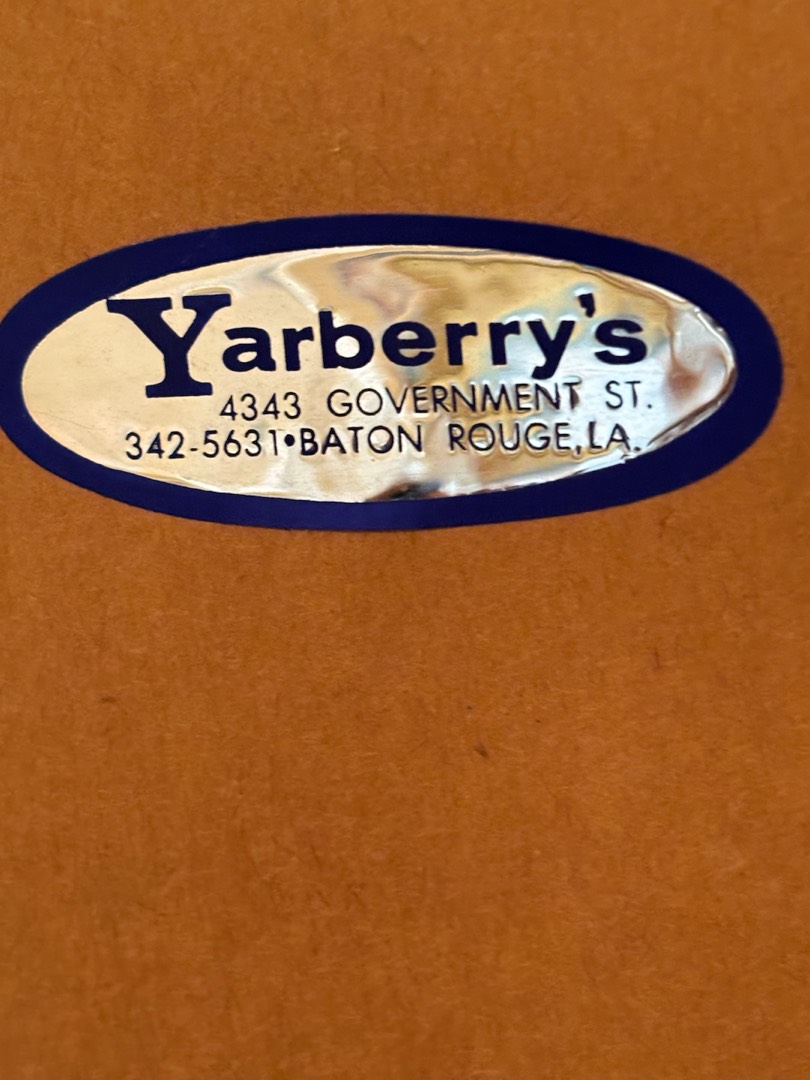 Yarberry's
4343 GOVERNMENT ST.
342-5631•BATON ROUGE, LA.